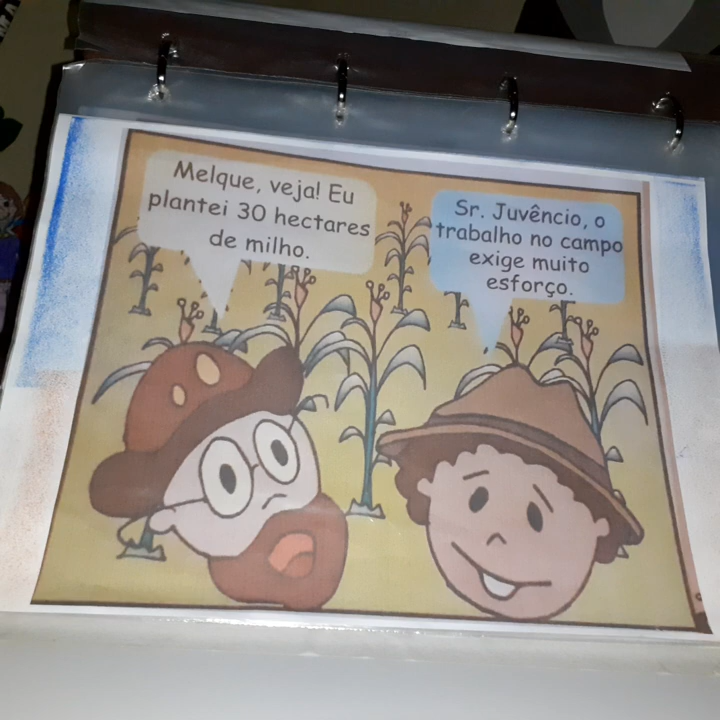 Melque, veja! Eu
plantei 30 hectares
de milho.
Sr. Juvêncio, o
trabalho no campo
exige muito
esforço.